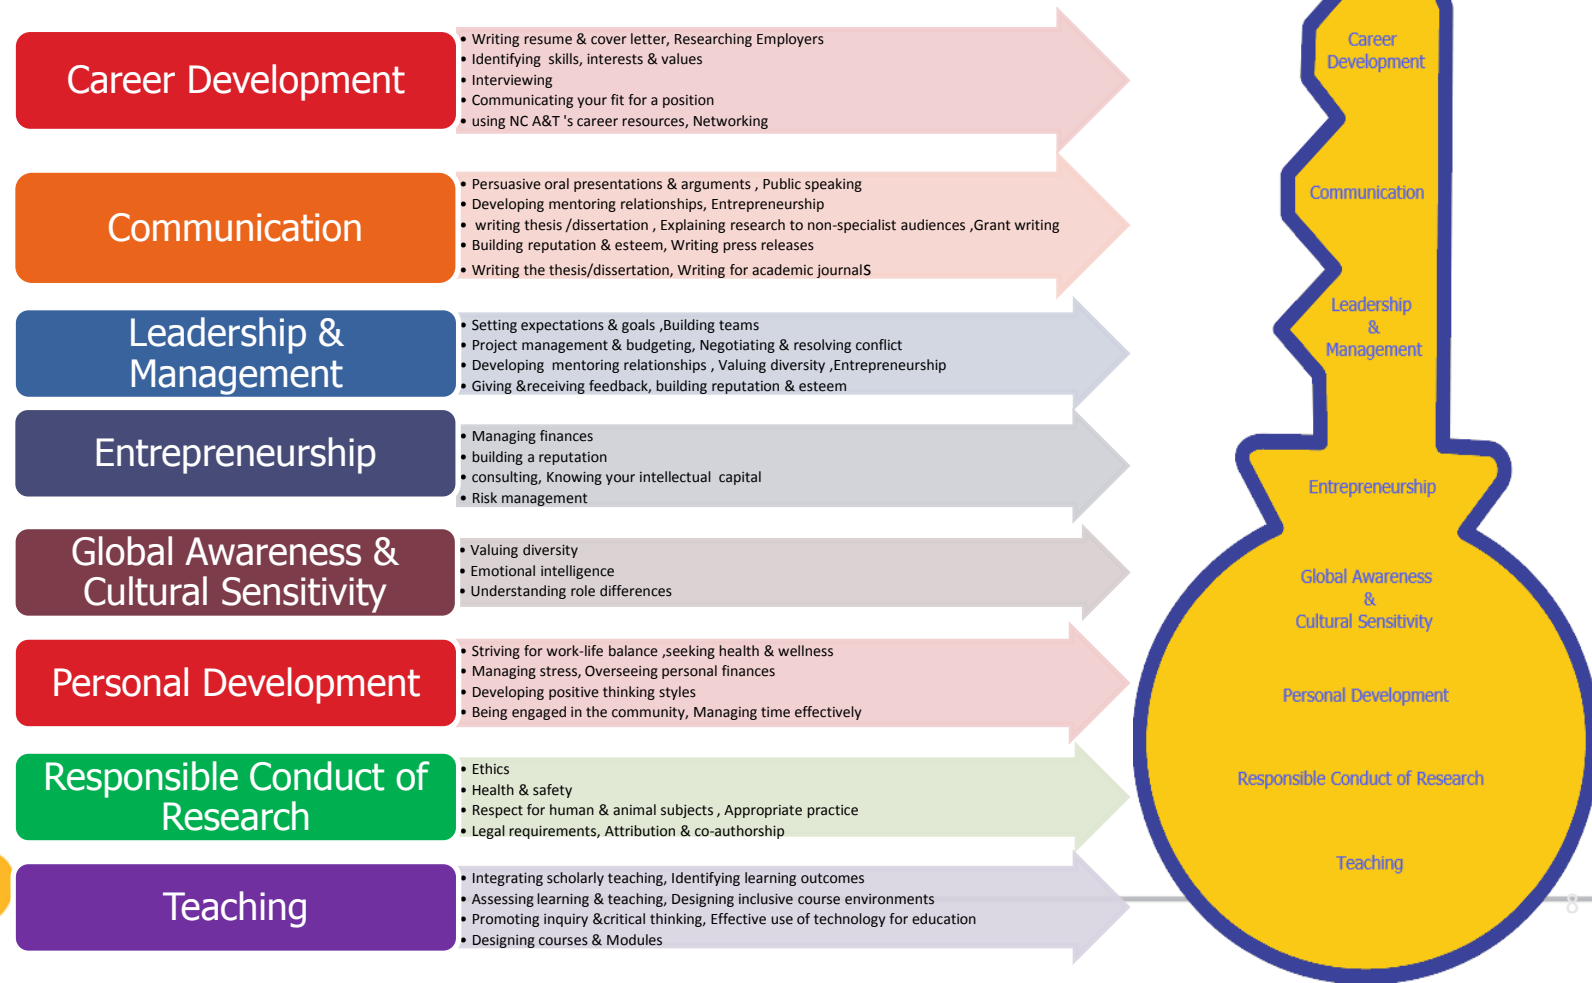 Career Development
• Writing resume & cover letter, Researching Employers
• Identifying  skills, interests & values
• Interviewing
• Communicating your fit for a position
• using NC A&T 's career resources, Networking
Communication
• Persuasive oral presentations & arguments , Public speaking
• Developing mentoring relationships, Entrepreneurship
•  writing thesis /dissertation , Explaining research to non-specialist audiences ,Grant writing
• Building reputation & esteem, Writing press releases
• Writing the thesis/dissertation, Writing for academic journals
Leadership &
Management
• Setting expectations & goals ,Building teams
• Project management & budgeting, Negotiating & resolving conflict
• Developing  mentoring relationships , Valuing diversity ,Entrepreneurship
• Giving &receiving feedback, building reputation & esteem
Entrepreneurship
• Managing finances
• building a reputation
• consulting, Knowing your intellectual  capital
• Risk management
Global Awareness &
Cultural Sensitivity
• Valuing diversity
• Emotional intelligence
• Understanding role differences
Personal Development
• Striving for work-life balance ,seeking health & wellness
• Managing stress, Overseeing personal finances
• Developing positive thinking styles
• Being engaged in the community, Managing time effectively
Responsible Conduct of
Research
• Ethics
• Health & safety
• Respect for human & animal subjects , Appropriate practice
• Legal requirements, Attribution & co-authorship
Teaching
• Integrating scholarly teaching, Identifying learning outcomes
• Assessing learning & teaching, Designing inclusive course environments
• Promoting inquiry &critical thinking, Effective use of technology for education
• Designing courses & Modules
Career
Development
Communication
Leadership
&
Management
Entrepreneurship
Global Awareness
&
Cultural Sensitivity
Personal Development
Responsible Conduct of Research
Teaching
8